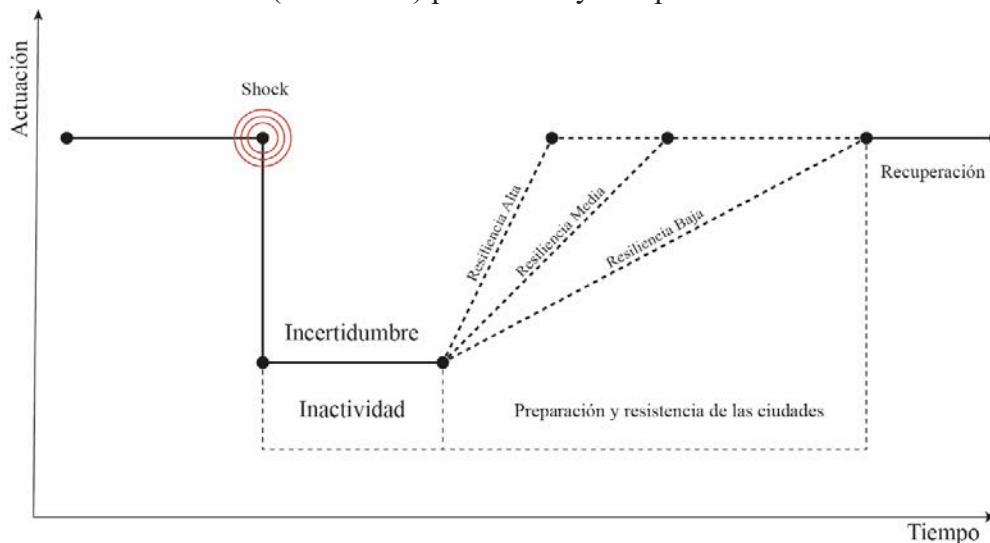 Shock
Actuación
Recuperación
Resiliencia Alta
Resiliencia Media
Resiliencia Baja
Incertidumbre
Inactividad
Preparación y resistencia de las ciudades
Tiempo